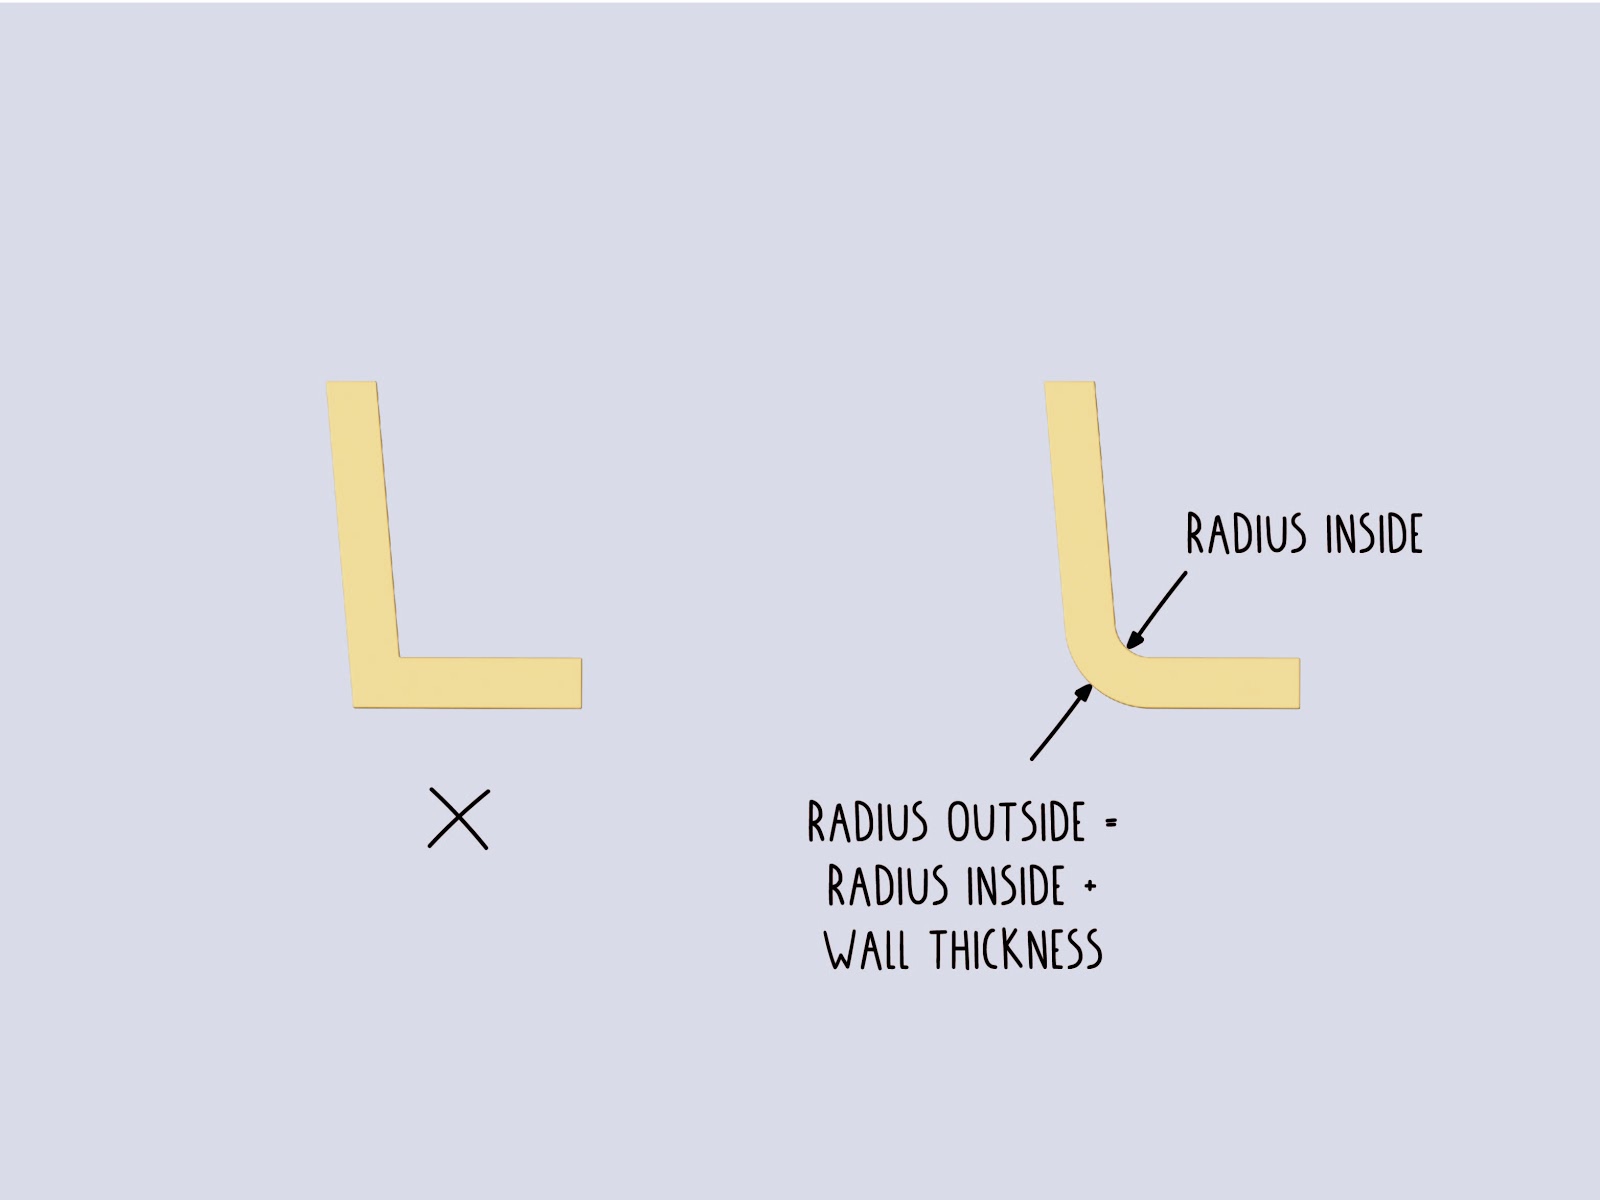 RADIUS INSIDE
RADIUS OUTSIDE =
RADIUS INSIDE +
WALL THICKNESS